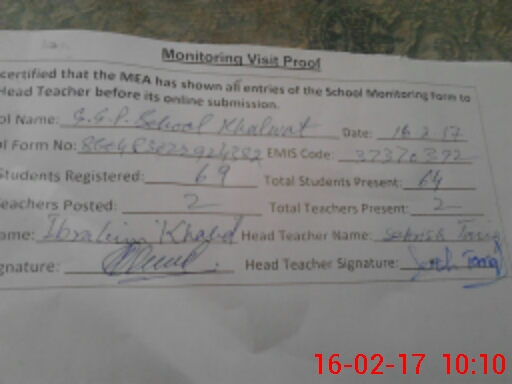 Monitoring Visit Proof
certified that the MEA has shown all entries of the School Monitoring form to
Head Teacher before its online submission.
ol Name: G.G.P. School Khalwat Date: 16 2 17
ol Form No: EMIS Code: 37370392
Students Registered: 69 Total Students Present: 64
eachers Posted: 2 Total Teachers Present: 2
ame: Ibrahim Khalid Head Teacher Name: Sehrish Tariq
gnature: Head Teacher Signature:
16-02-17 10:10